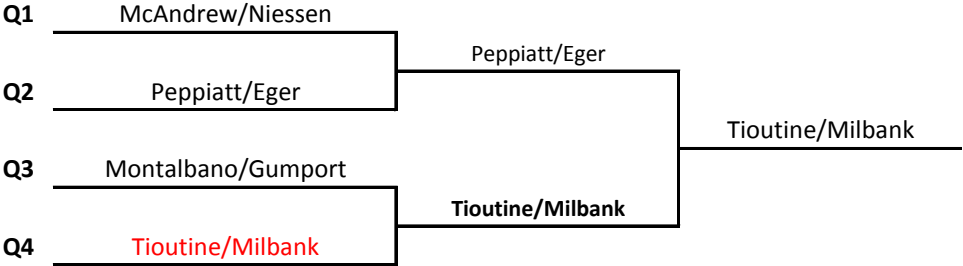 Q1 McAndrew/Niessen
Peppiatt/Eger
Q2 Peppiatt/Eger
Tioutine/Milbank
Q3 Montalbano/Gumport
Tioutine/Milbank
Q4 Tioutine/Milbank